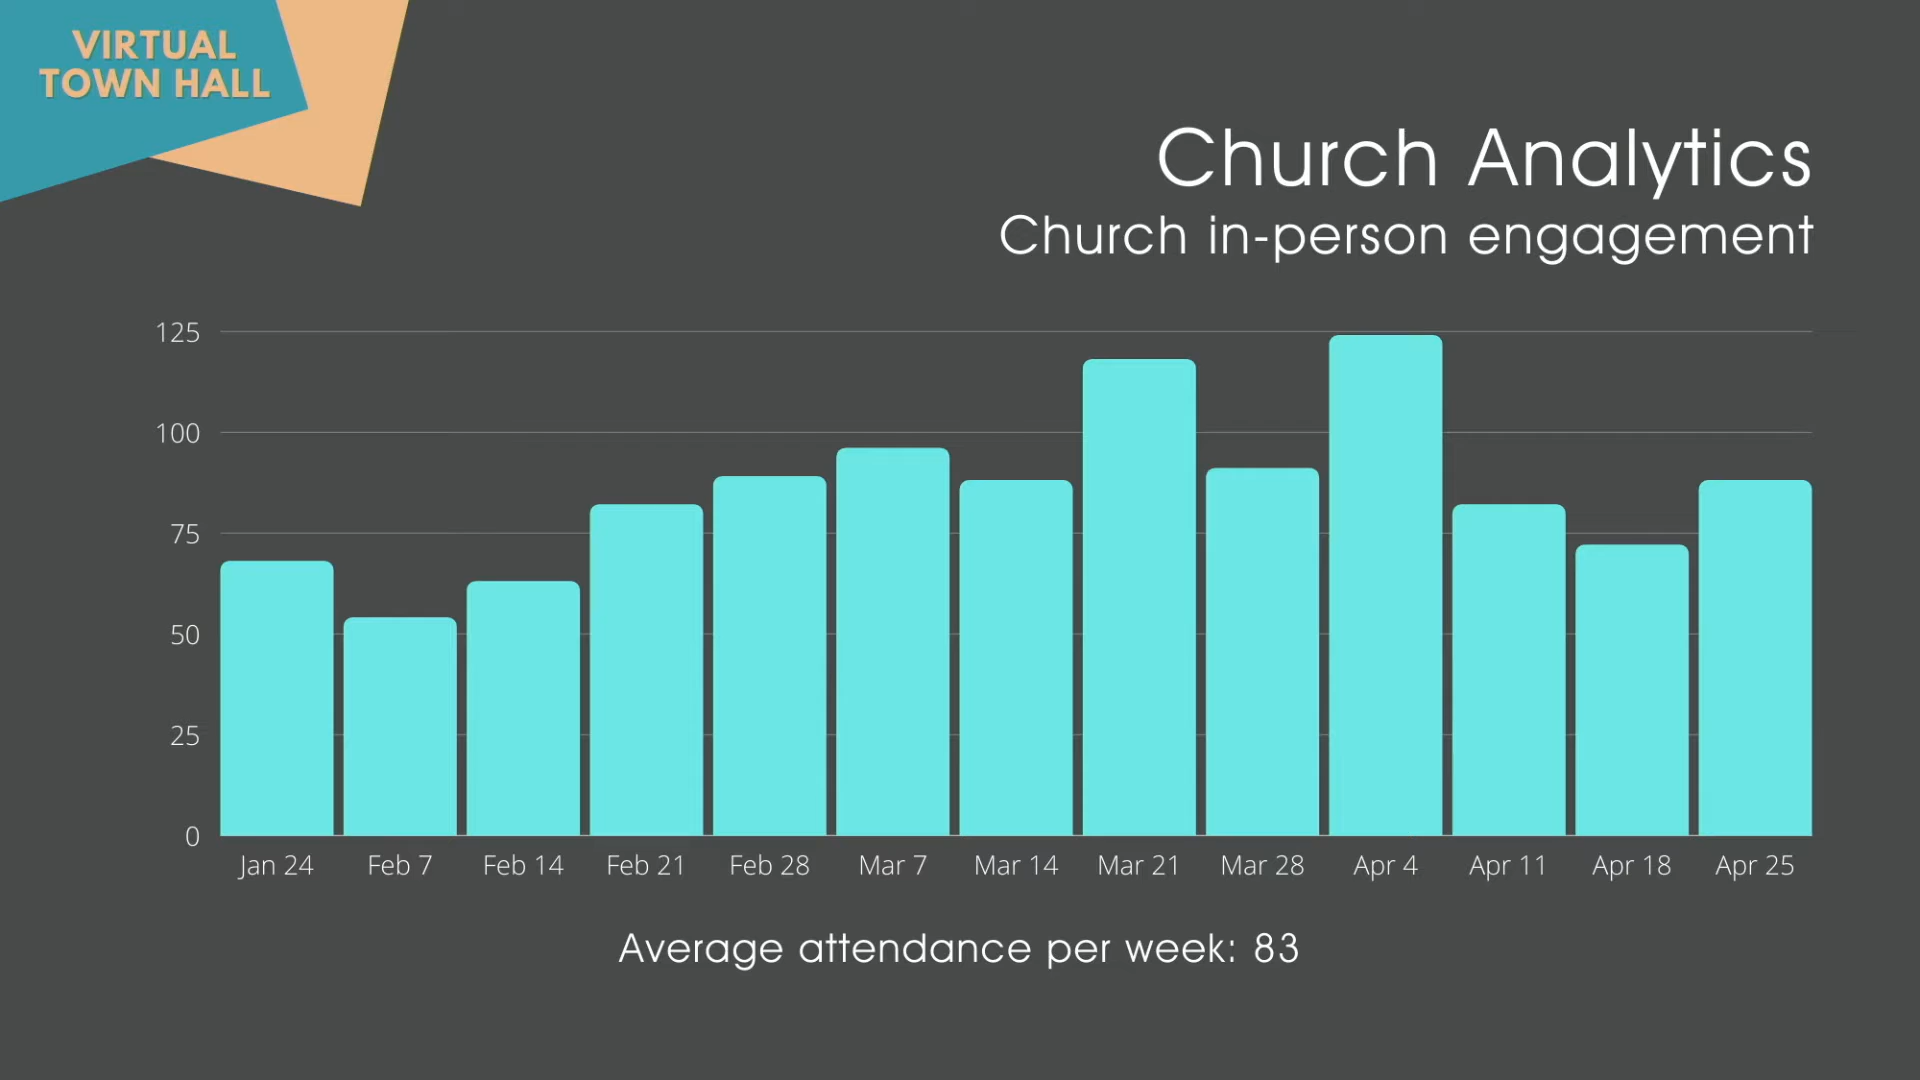 VIRTUAL
TOWN HALL
Church Analytics
Church in-person engagement
125
100
75
50
25
0
Jan 24 Feb 7 Feb 14 Feb 21 Feb 28 Mar 7 Mar 14 Mar 21 Mar 28 Apr 4 Apr 11 Apr 18 Apr 25
Average attendance per week: 83